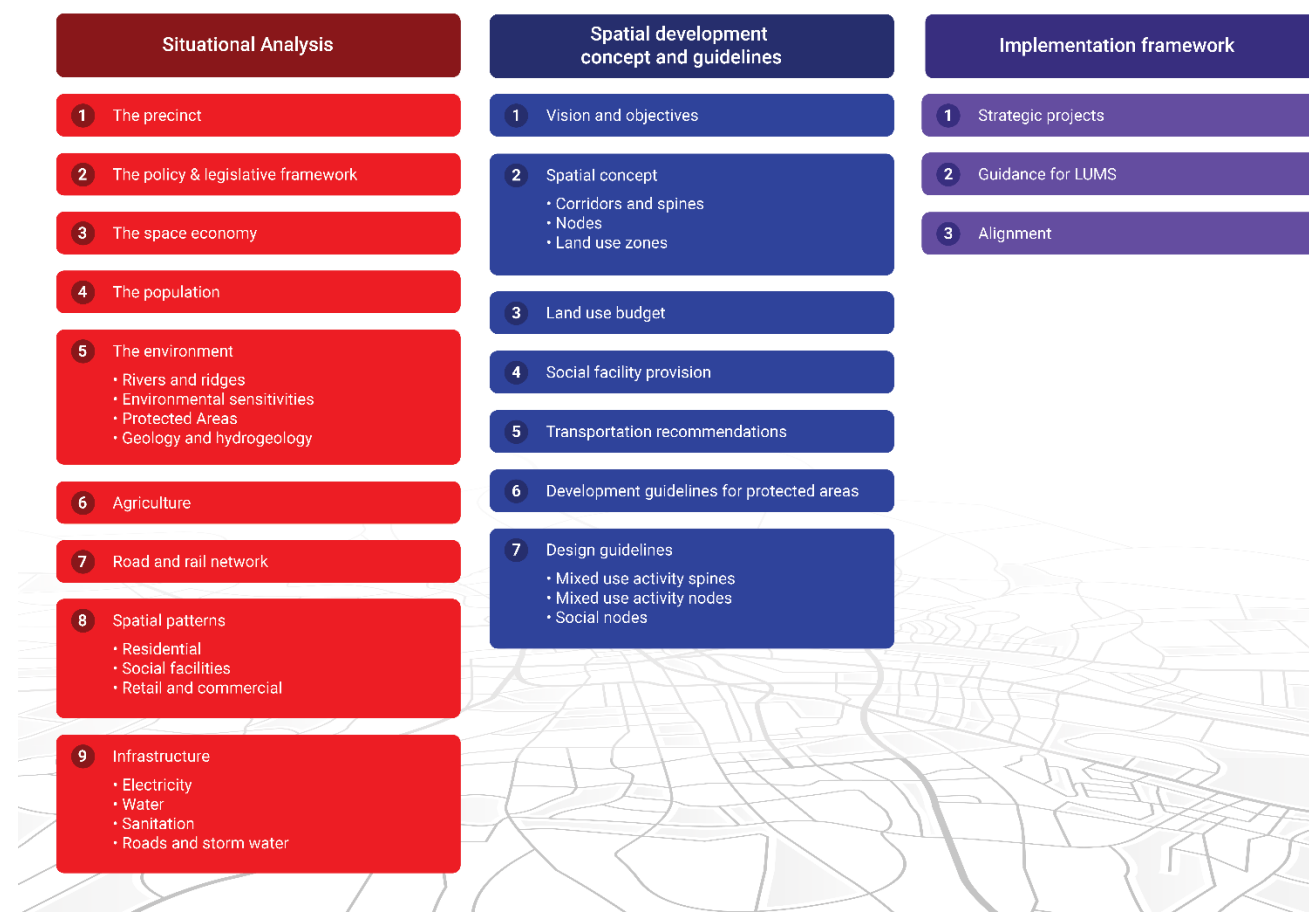 Situational Analysis
1 The precinct
2 The policy & legislative framework
3 The space economy
4 The population
5 The environment
• Rivers and ridges
• Environmental sensitivities
• Protected Areas
• Geology and hydrogeology
6 Agriculture
7 Road and rail network
8 Spatial patterns
• Residential
• Social facilities
• Retail and commercial
9 Infrastructure
• Electricity
• Water
• Sanitation
• Roads and storm water
Spatial development
concept and guidelines
1 Vision and objectives
2 Spatial concept
• Corridors and spines
• Nodes
• Land use zones
3 Land use budget
4 Social facility provision
5 Transportation recommendations
6 Development guidelines for protected areas
7 Design guidelines
• Mixed use activity spines
• Mixed use activity nodes
• Social nodes
Implementation framework
1 Strategic projects
2 Guidance for LUMS
3 Alignment